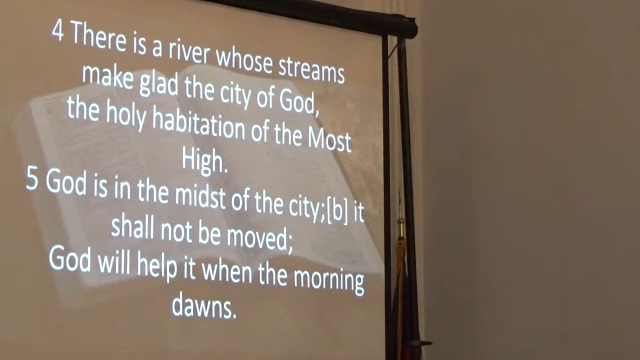 4 There is a river whose streams
make glad the city of God,
the holy habitation of the Most
High.
5 God is in the midst of the city;[b] it
shall not be moved;
God will help it when the morning
dawns.